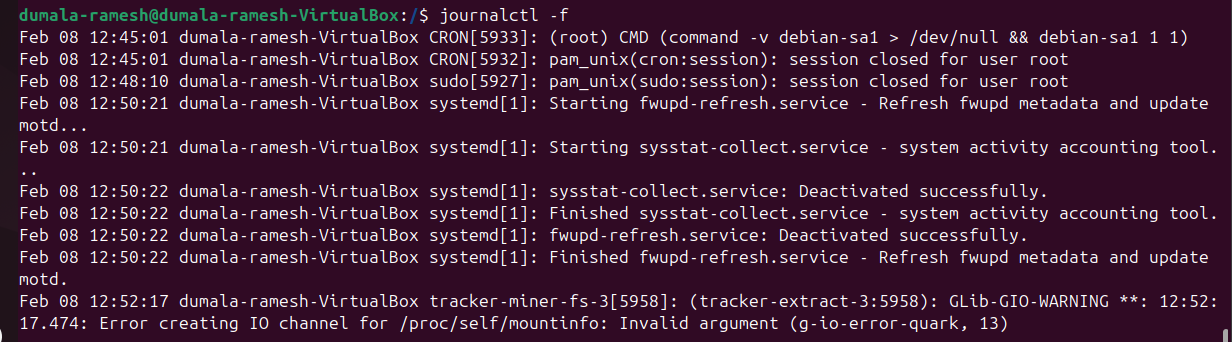 dumala-ramesh@dumala-ramesh-VirtualBox:/$ journalctl -f
Feb 08 12:45:01 dumala-ramesh-VirtualBox CRON[5933]: (root) CMD (command -v debian-sa1 > /dev/null && debian-sa1 1 1)
Feb 08 12:45:01 dumala-ramesh-VirtualBox CRON[5932]: pam_unix(cron:session): session closed for user root
Feb 08 12:48:10 dumala-ramesh-VirtualBox sudo[5927]: pam_unix(sudo:session): session closed for user root
Feb 08 12:50:21 dumala-ramesh-VirtualBox systemd[1]: Starting fwupd-refresh.service - Refresh fwupd metadata and update
motd...
Feb 08 12:50:21 dumala-ramesh-VirtualBox systemd[1]: Starting sysstat-collect.service - system activity accounting tool.
..
Feb 08 12:50:22 dumala-ramesh-VirtualBox systemd[1]: sysstat-collect.service: Deactivated successfully.
Feb 08 12:50:22 dumala-ramesh-VirtualBox systemd[1]: Finished sysstat-collect.service - system activity accounting tool.
Feb 08 12:50:22 dumala-ramesh-VirtualBox systemd[1]: fwupd-refresh.service: Deactivated successfully.
Feb 08 12:50:22 dumala-ramesh-VirtualBox systemd[1]: Finished fwupd-refresh.service - Refresh fwupd metadata and update
motd.
Feb 08 12:52:17 dumala-ramesh-VirtualBox tracker-miner-fs-3[5958]: (tracker-extract-3:5958): GLib-GIO-WARNING **: 12:52:
17.474: Error creating IO channel for /proc/self/mountinfo: Invalid argument (g-io-error-quark, 13)